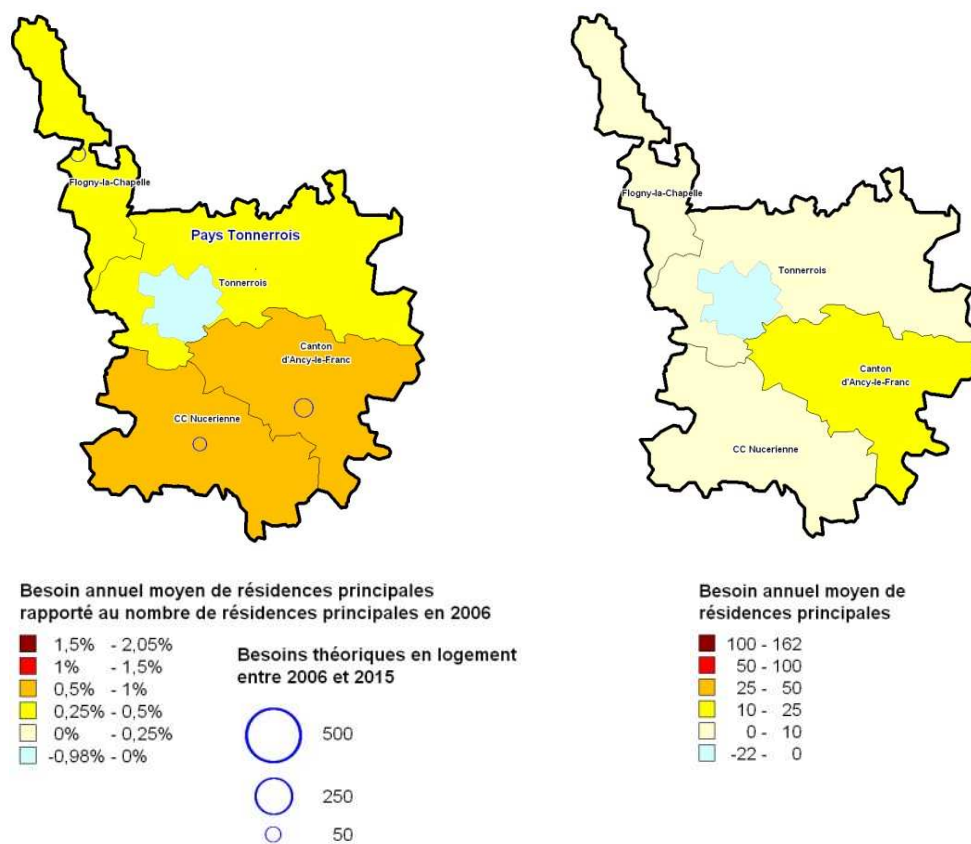 Flogny-la-Chapelle
Pays Tonnerrois
Tonnerrois
Canton
d'Ancy-le-Franc
CC Nucerienne
Flogny-la-Chapelle
Tonnerrois
Canton
d'Ancy-le-Franc
CC Nucerienne
Besoin annuel moyen de résidences principales
rapporté au nombre de résidences principales en 2006
1,5% - 2,05%
1% - 1,5%
0,5% - 1%
0,25% - 0,5%
0% - 0,25%
-0,98% - 0%
Besoins théoriques en logement
entre 2006 et 2015
500
250
50
Besoin annuel moyen de
résidences principales
100 - 162
50 - 100
25 - 50
10 - 25
0 - 10
-22 - 0